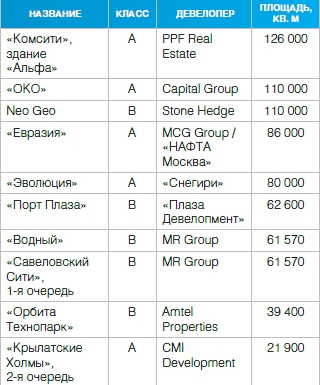 НАЗВАНИЕ КЛАСС ДЕВЕЛОПЕР ПЛОЩАДЬ, КВ. М
«Комсити», здание «Альфа» A PPF Real Estate 126 000
«ОКО» A Capital Group 110 000
Neo Geo B Stone Hedge 110 000
«Евразия» A MCG Group / «НАФТА Москва» 86 000
«Эволюция» A «Снегири» 80 000
«Порт Плаза» B «Плаза Девелопмент» 62 600
«Водный» B MR Group 61 570
«Савеловский Сити», 1-я очередь B MR Group 61 570
«Орбита Технопарк» B Amtel Properties 39 400
«Крылатские Холмы», 2-я очередь A CMI Development 21 900